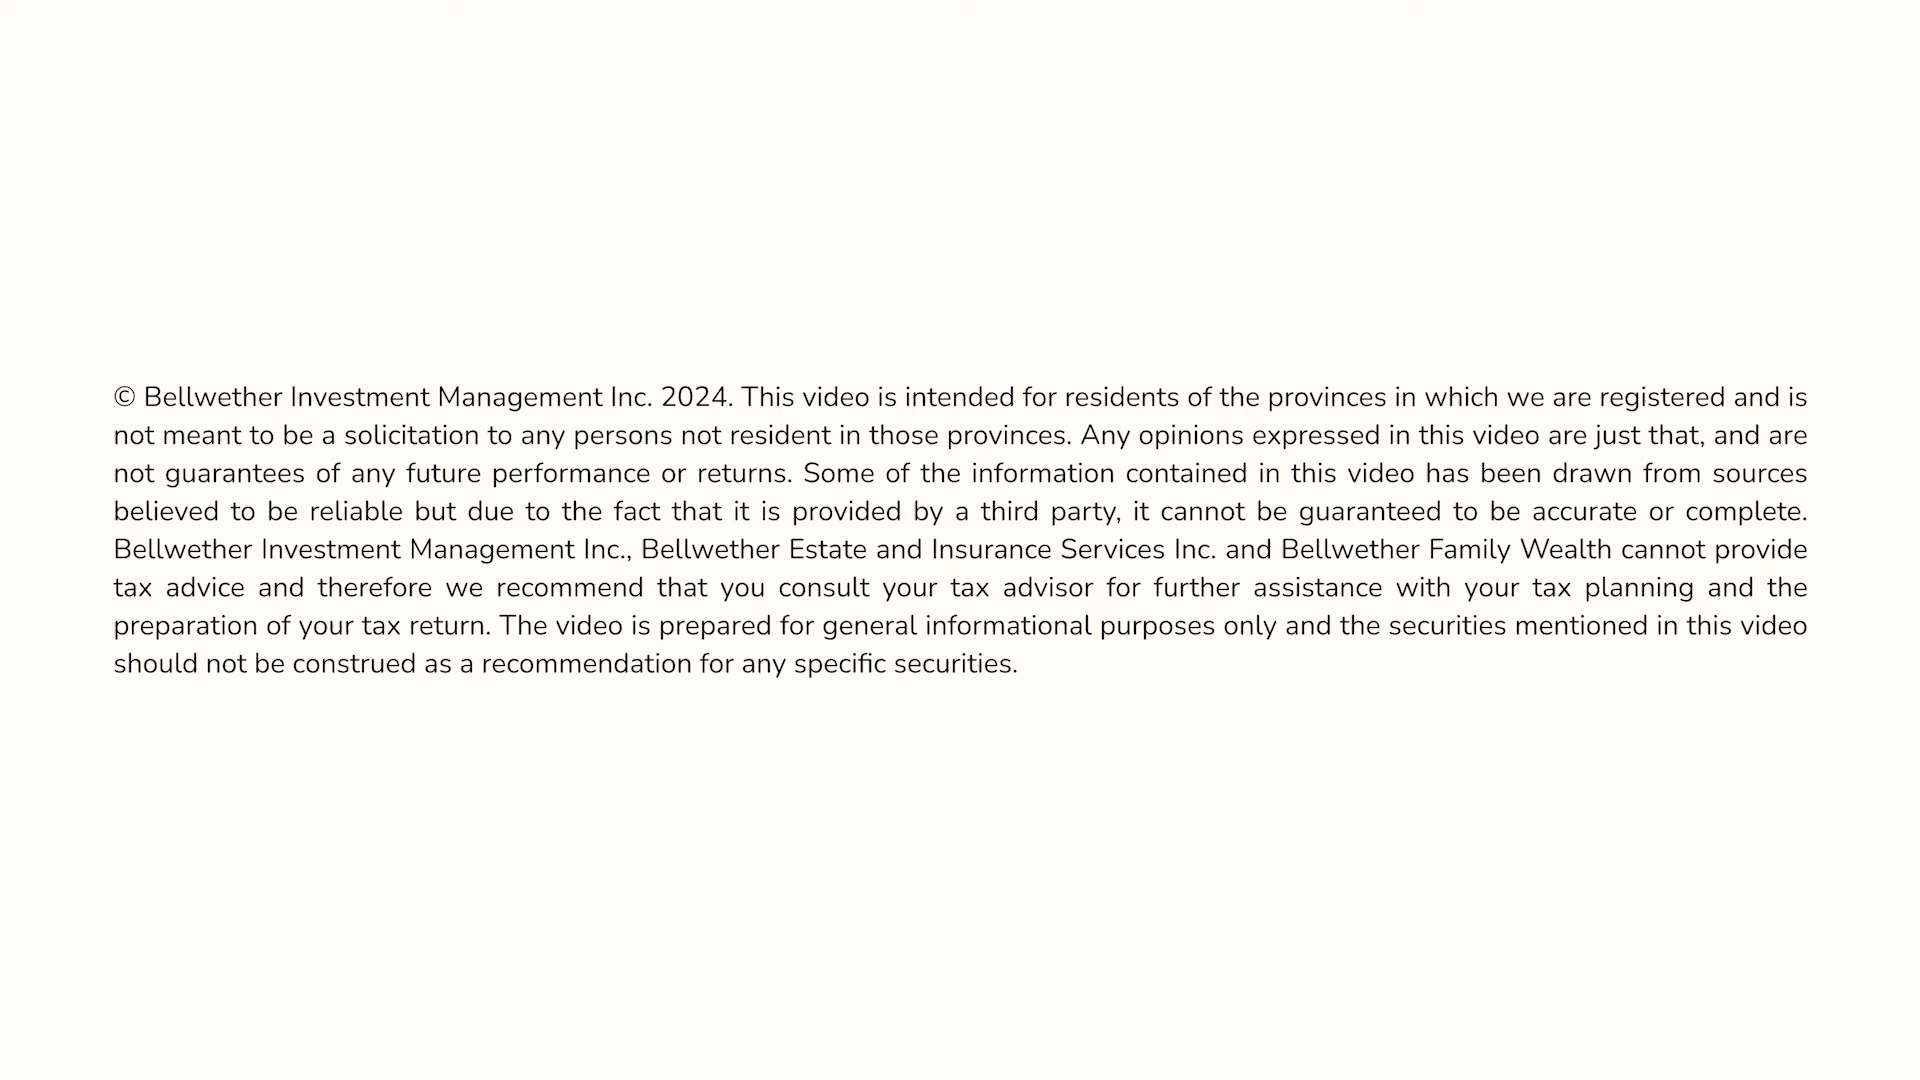 © Bellwether Investment Management Inc. 2024. This video is intended for residents of the provinces in which we are registered and is
not meant to be a solicitation to any persons not resident in those provinces. Any opinions expressed in this video are just that, and are
not guarantees of any future performance or returns. Some of the information contained in this video has been drawn from sources
believed to be reliable but due to the fact that it is provided by a third party, it cannot be guaranteed to be accurate or complete.
Bellwether Investment Management Inc., Bellwether Estate and Insurance Services Inc. and Bellwether Family Wealth cannot provide
tax advice and therefore we recommend that you consult your tax advisor for further assistance with your tax planning and the
preparation of your tax return. The video is prepared for general informational purposes only and the securities mentioned in this video
should not be construed as a recommendation for any specific securities.